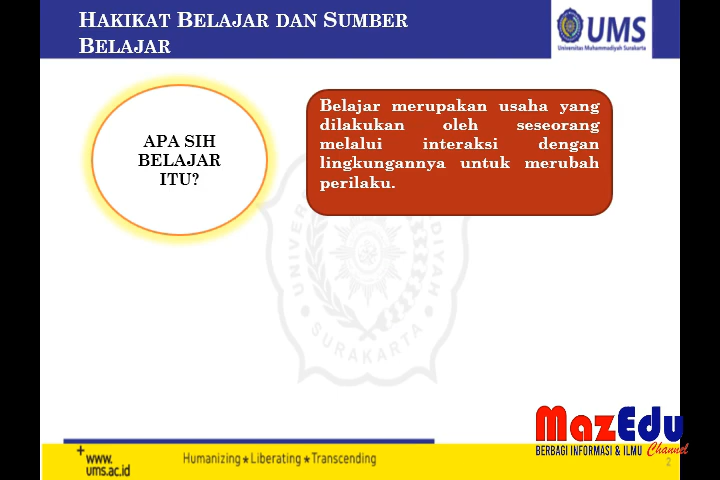 HAKIKAT BELAJAR DAN SUMBER
BELAJAR
UMS
Universitas Muhammadiyah Surakarta
APA SIH
BELAJAR
ITU?
Belajar merupakan usaha yang
dilakukan oleh seseorang
melalui interaksi dengan
lingkungannya untuk merubah
perilaku.
SURAKARTA
MazEdu
BERBAGI INFORMASI & ILMU Channel
www.
ums.ac.id
Humanizing ★ Liberating ★ Transcending
2